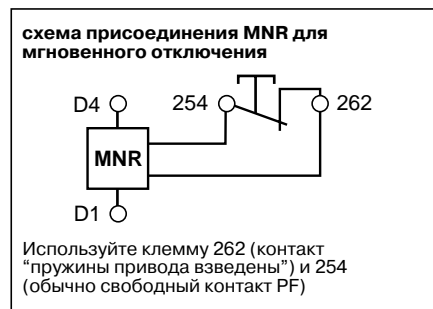 схема присоединения MNR для
мгновенного отключения
D4 254 262
MNR
D1
Используйте клемму 262 (контакт
“пружины привода взведены”) и 254
(обычно свободный контакт PF)